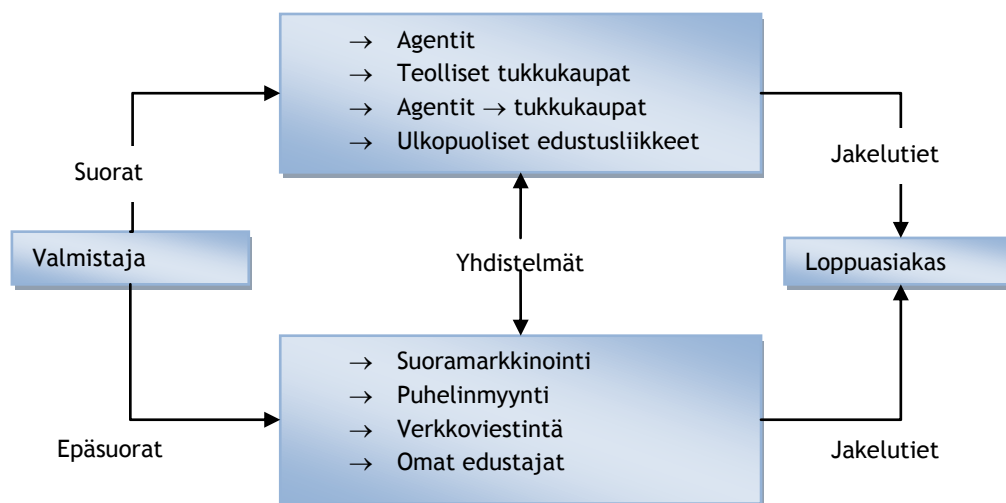 → Agentit
→ Teolliset tukkukaupat
→ Agentit → tukkukaupat
→ Ulkopuoliset edustusliikkeet
Suorat
Jakelutiet
Valmistaja
Yhdistelmät
Loppuasiakas
→ Suoramarkkinointi
→ Puhelinmyynti
→ Verkkoviestintä
→ Omat edustajat
Epäsuorat
Jakelutiet